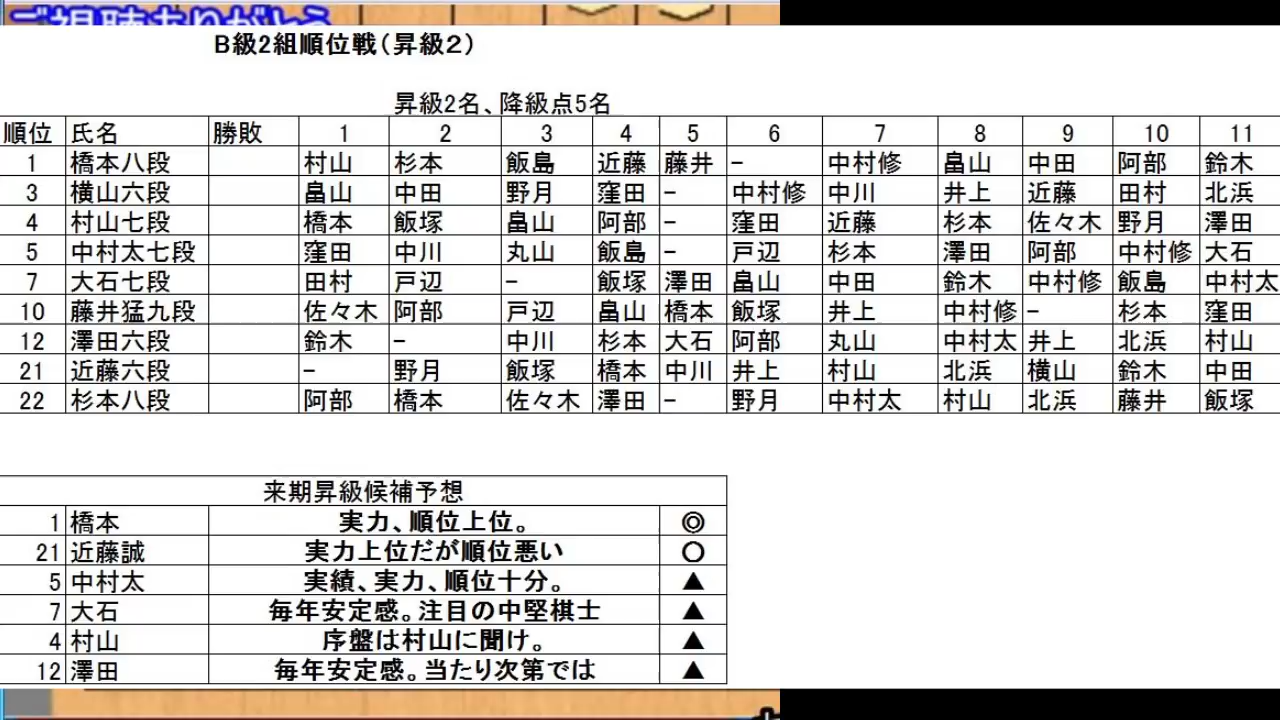 ご視聴ありがとう
B級2組順位戦(昇級2)
昇級2名、降級点5名
順位 氏名 勝敗 1 2 3 4 5 6 7 8 9 10 11
1 橋本八段 村山 杉本 飯島 近藤 藤井 - 中村修 畠山 中田 阿部 鈴木
3 横山六段 畠山 中田 野月 窪田 - 中村修 中川 井上 近藤 田村 北浜
4 村山七段 橋本 飯塚 畠山 阿部 - 窪田 近藤 杉本 佐々木 野月 澤田
5 中村太七段 窪田 中川 丸山 飯島 - 戸辺 杉本 澤田 阿部 中村修 大石
7 大石七段 田村 戸辺 - 飯塚 澤田 畠山 中田 鈴木 中村修 飯島 中村太
10 藤井猛九段 佐々木 阿部 戸辺 畠山 橋本 飯塚 井上 中村修 - 杉本 窪田
12 澤田六段 鈴木 - 中川 杉本 大石 阿部 丸山 中村太 井上 北浜 村山
21 近藤六段 - 野月 飯塚 橋本 中川 井上 村山 北浜 横山 鈴木 中田
22 杉本八段 阿部 橋本 佐々木 澤田 - 野月 中村太 村山 北浜 藤井 飯塚
来期昇級候補予想
1 橋本 実力、順位上位。 ◎
21 近藤誠 実力上位だが順位悪い ○
5 中村太 実績、実力、順位十分。 ▲
7 大石 毎年安定感。注目の中堅棋士 ▲
4 村山 序盤は村山に聞け。 ▲
12 澤田 毎年安定感。当たり次第では ▲